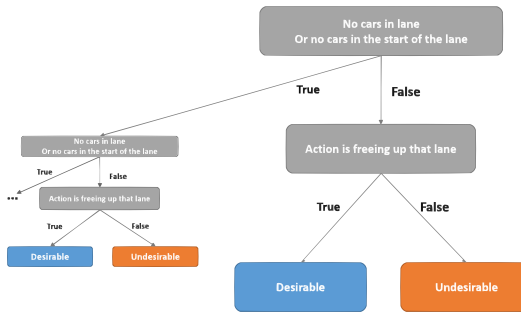 No cars in lane
Or no cars in the start of the lane
True
False
No cars in lane
Or no cars in the start of the lane
Action is freeing up that lane
True
False
...
Action is freeing up that lane
True
False
True
False
Desirable
Undesirable
Desirable
Undesirable